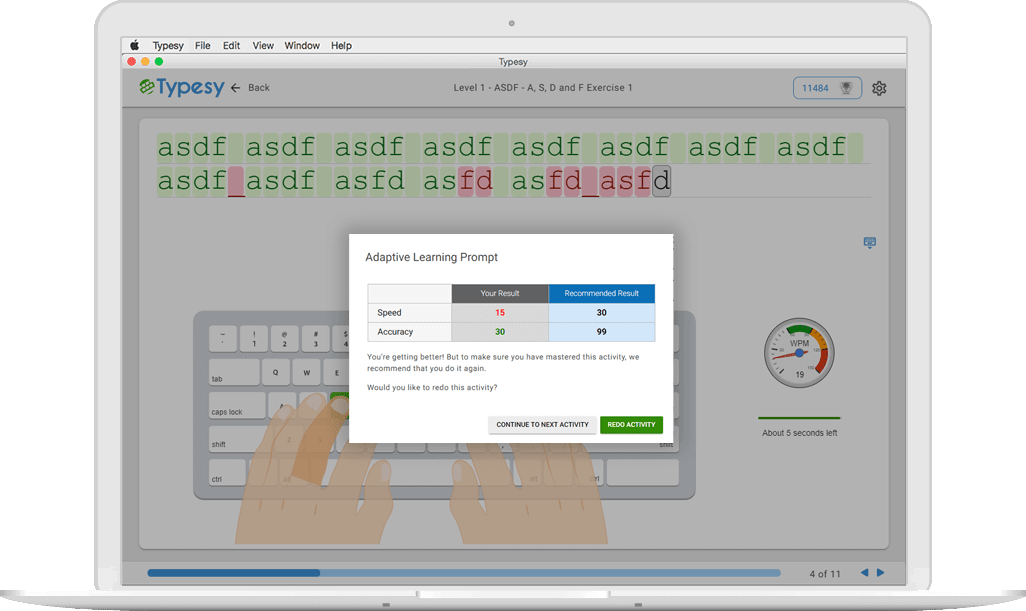 Typesy File Edit View Window Help
Typesy
Typesy Back Level 1 - ASDF - A, S, D and F Exercise 1 11484
asdf asdf asdf asdf asdf asdf asdf asdf
asdf_asdf asfd asfd asfd_asfd
Adaptive Learning Prompt
Your Result Recommended Result
Speed 15 30
Accuracy 30 99
You're getting better! But to make sure you have mastered this activity, we
recommend that you do it again.
Would you like to redo this activity?
CONTINUE TO NEXT ACTIVITY REDO ACTIVITY
~ ! @ # $
` 1 2 3 4
tab Q W E
caps lock A
shift shift
ctrl
WPM
19
About 5 seconds left
4 of 11